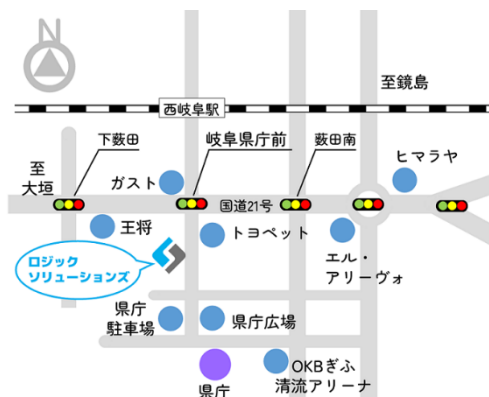 N
至鏡島
西岐阜駅
下薮田
岐阜県庁前
薮田南
ヒマラヤ
至
大垣
ガスト
国道21号
王将
トヨペット
エル・
アリーヴォ
ロジック
ソリューションズ
県庁
駐車場
県庁広場
県庁
OKBぎふ
清流アリーナ